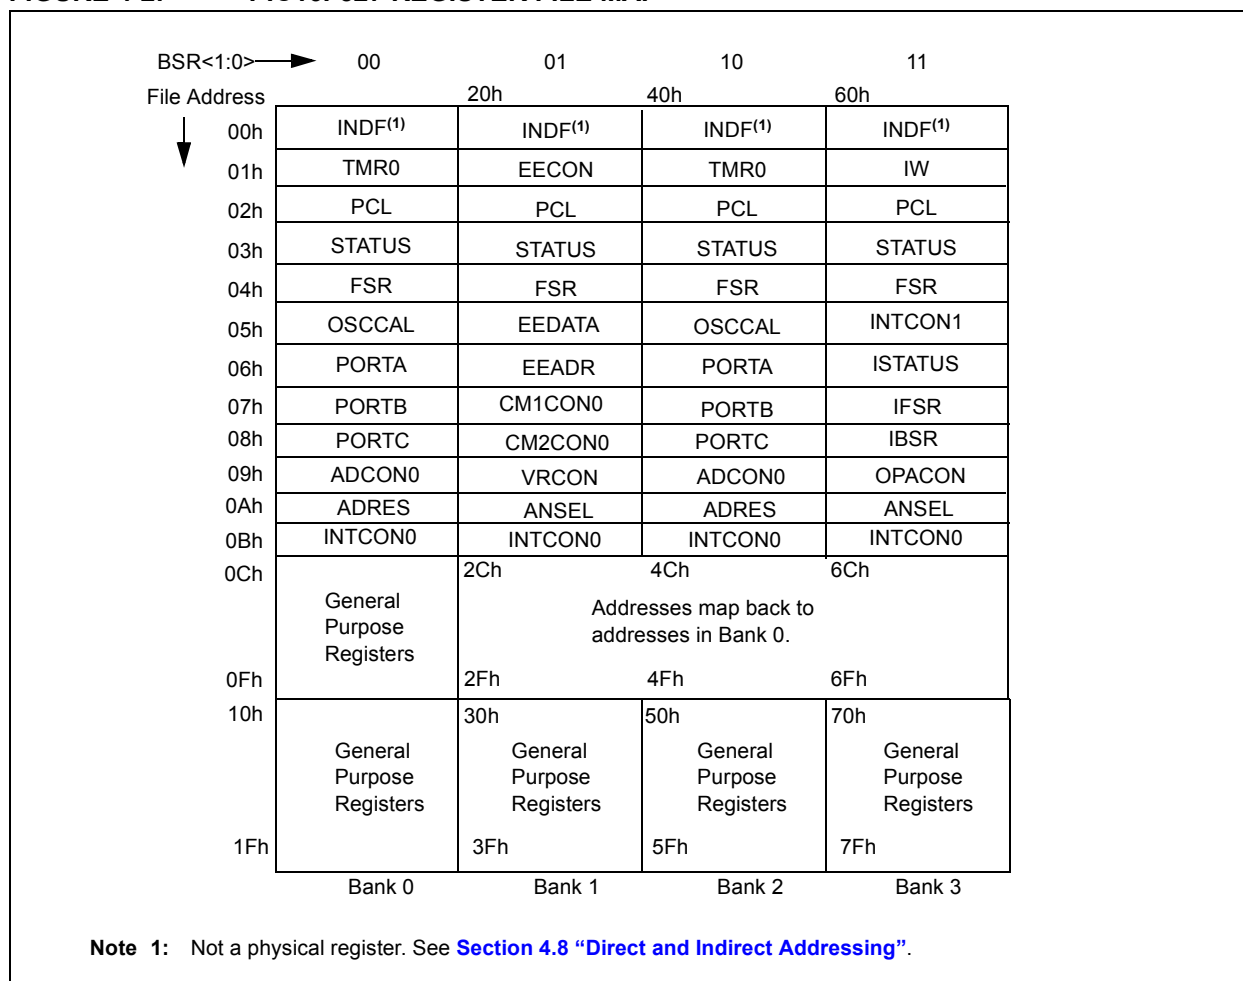 BSR<1:0> 00 01 10 11
File Address 20h 40h 60h
00h INDF(1) INDF(1) INDF(1) INDF(1)
01h TMR0 EECON TMR0 IW
02h PCL PCL PCL PCL
03h STATUS STATUS STATUS STATUS
04h FSR FSR FSR FSR
05h OSCCAL EEDATA OSCCAL INTCON1
06h PORTA EEADR PORTA ISTATUS
07h PORTB CM1CON0 PORTB IFSR
08h PORTC CM2CON0 PORTC IBSR
09h ADCON0 VRCON ADCON0 OPACON
0Ah ADRES ANSEL ADRES ANSEL
0Bh INTCON0 INTCON0 INTCON0 INTCON0
0Ch 2Ch 4Ch 6Ch
General
Purpose
Registers
Addresses map back to
addresses in Bank 0.
0Fh 2Fh 4Fh 6Fh
10h 30h 50h 70h
General General General General
Purpose Purpose Purpose Purpose
Registers Registers Registers Registers
1Fh 3Fh 5Fh 7Fh
Bank 0 Bank 1 Bank 2 Bank 3
Note 1: Not a physical register. See Section 4.8 “Direct and Indirect Addressing”.